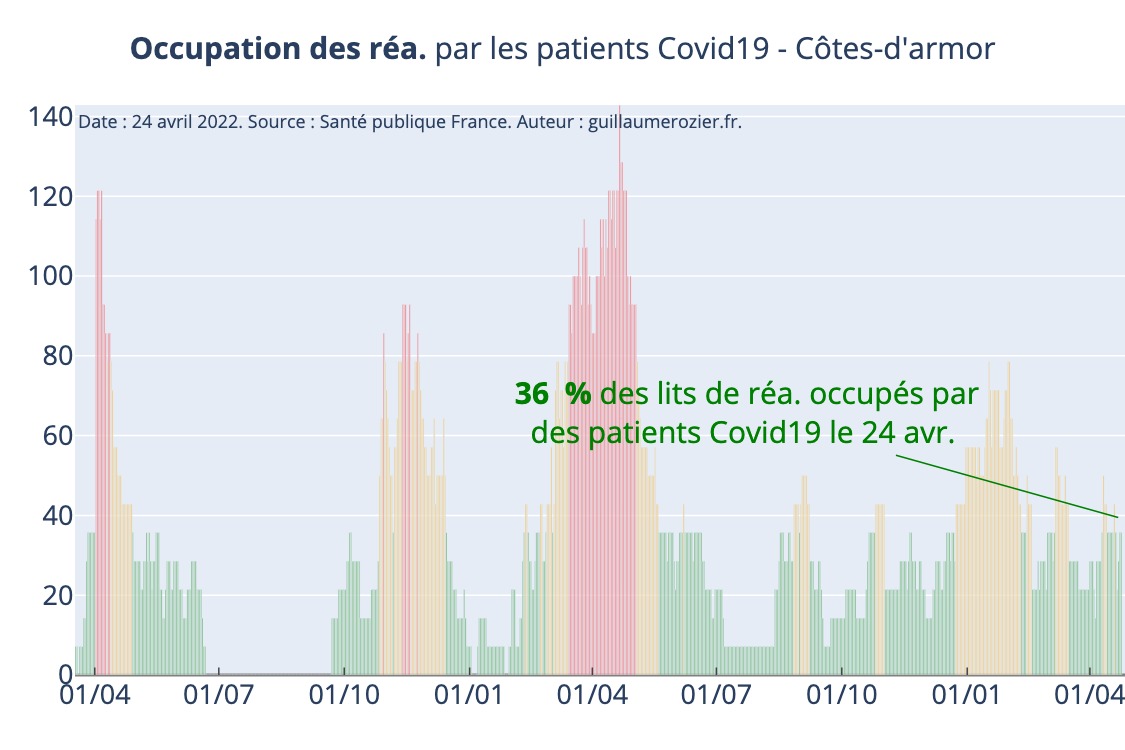 Occupation des réa. par les patients Covid19 - Côtes-d'armor
Date : 24 avril 2022. Source : Santé publique France. Auteur : guillaumerozier.fr.
140
120
100
80
60
40
20
0
36  % des lits de réa. occupés par
des patients Covid19 le 24 avr.
01/04 01/07 01/10 01/01 01/04 01/07 01/10 01/01 01/04